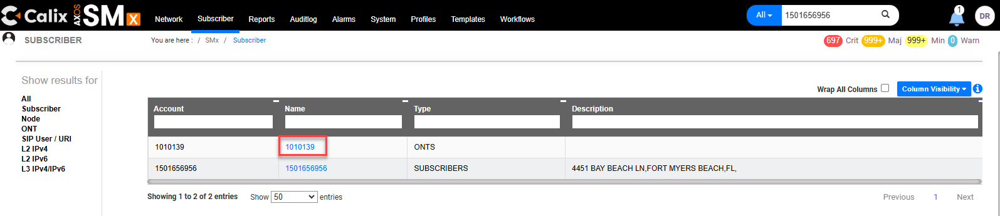 Calix AXOS SMx Network Subscriber Reports Auditlog Alarms System Profiles Templates Workflows All 1501656956 1 DR
SUBSCRIBER You are here : / SMx / Subscriber 697 Crit 999+ Maj 999+ Min 0 Warn
Show results for
All
Subscriber
Node
ONT
SIP User / URI
L2 IPv4
L2 IPv6
L3 IPv4/IPv6
Wrap All Columns Column Visibility i
Account Name Type Description
1010139 1010139 ONTS
1501656956 1501656956 SUBSCRIBERS 4451 BAY BEACH LN,FORT MYERS BEACH,FL,
Showing 1 to 2 of 2 entries Show 50 entries Previous 1 Next